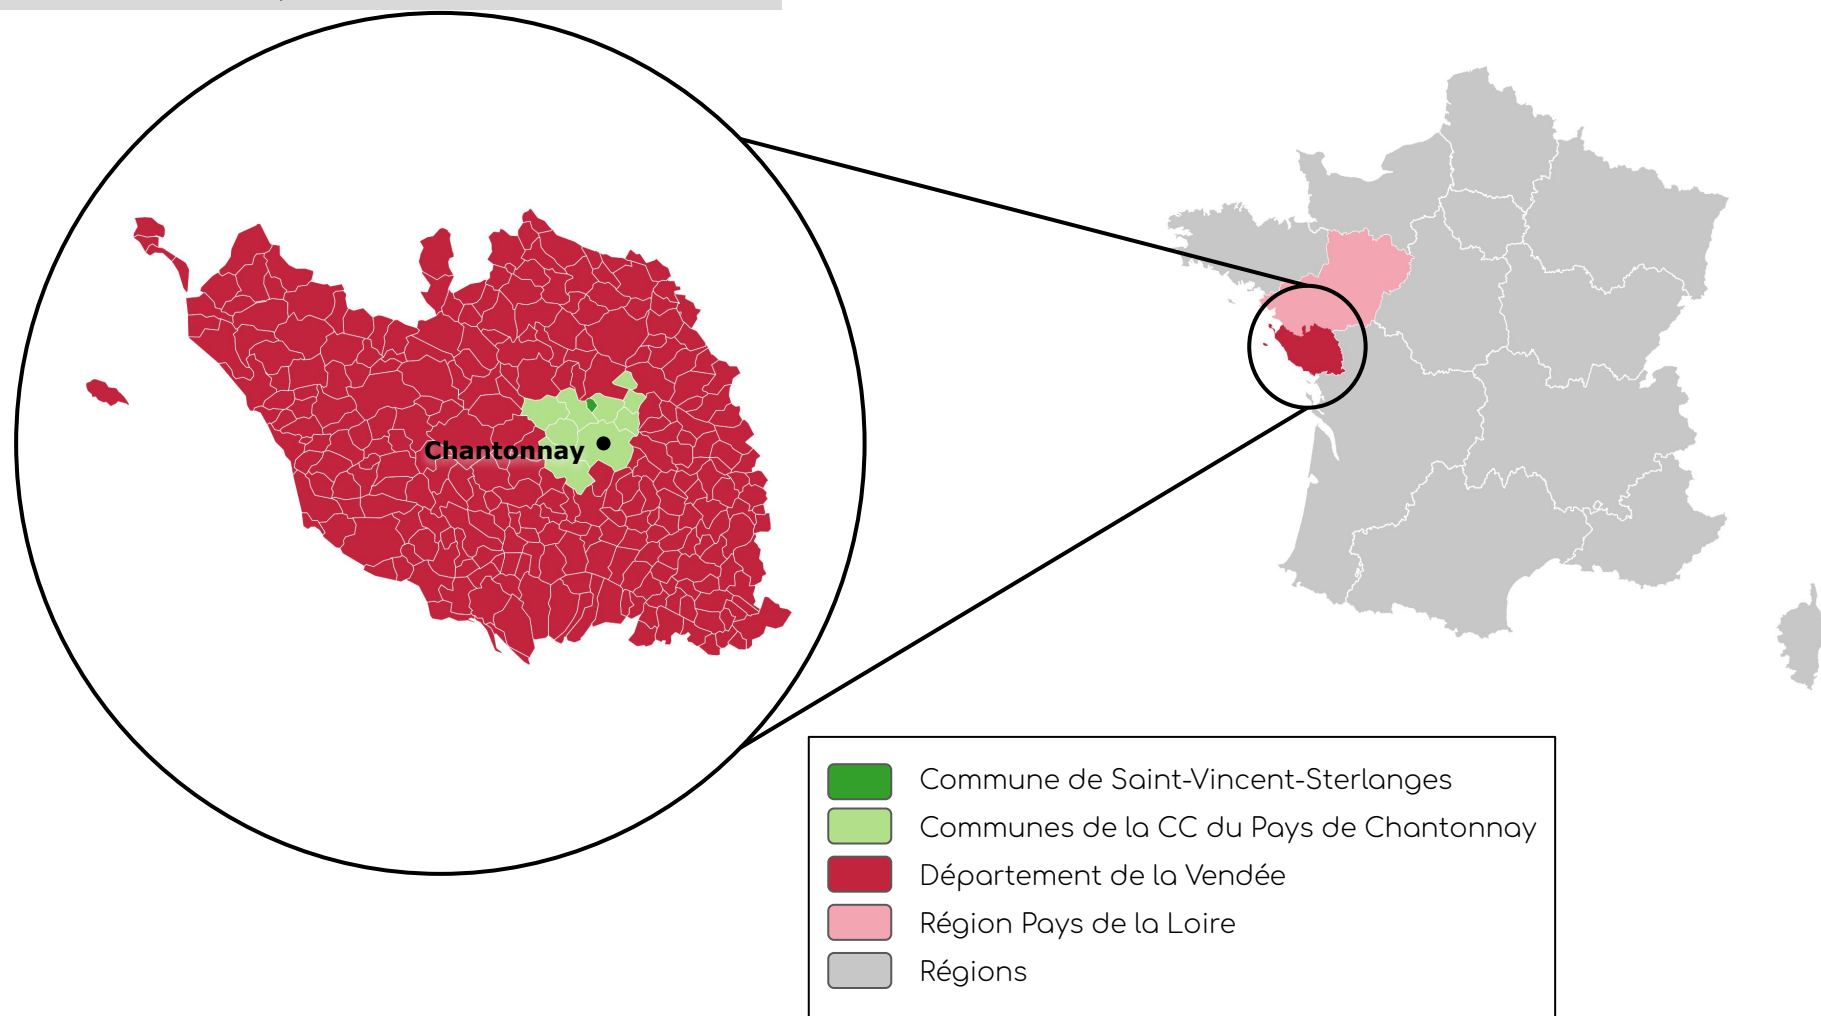 Chantonnay
Commune de Saint-Vincent-Sterlanges
Communes de la CC du Pays de Chantonnay
Département de la Vendée
Région Pays de la Loire
Régions